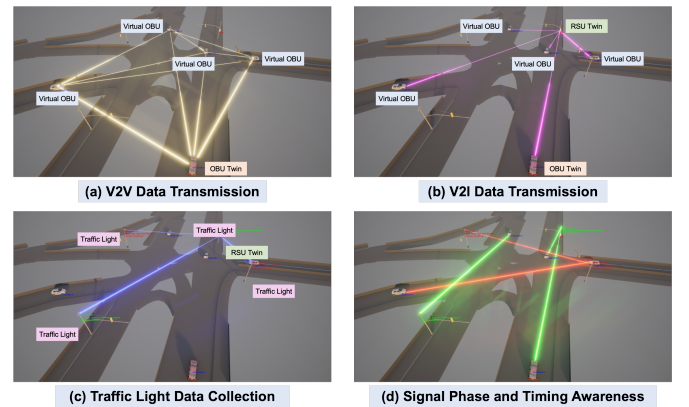 Virtual OBU
Virtual OBU
Virtual OBU
Virtual OBU
OBU Twin
(a) V2V Data Transmission
RSU Twin
Virtual OBU
Virtual OBU
Virtual OBU
OBU Twin
(b) V2I Data Transmission
Traffic Light
Traffic Light
RSU Twin
Traffic Light
Traffic Light
(c) Traffic Light Data Collection
(d) Signal Phase and Timing Awareness